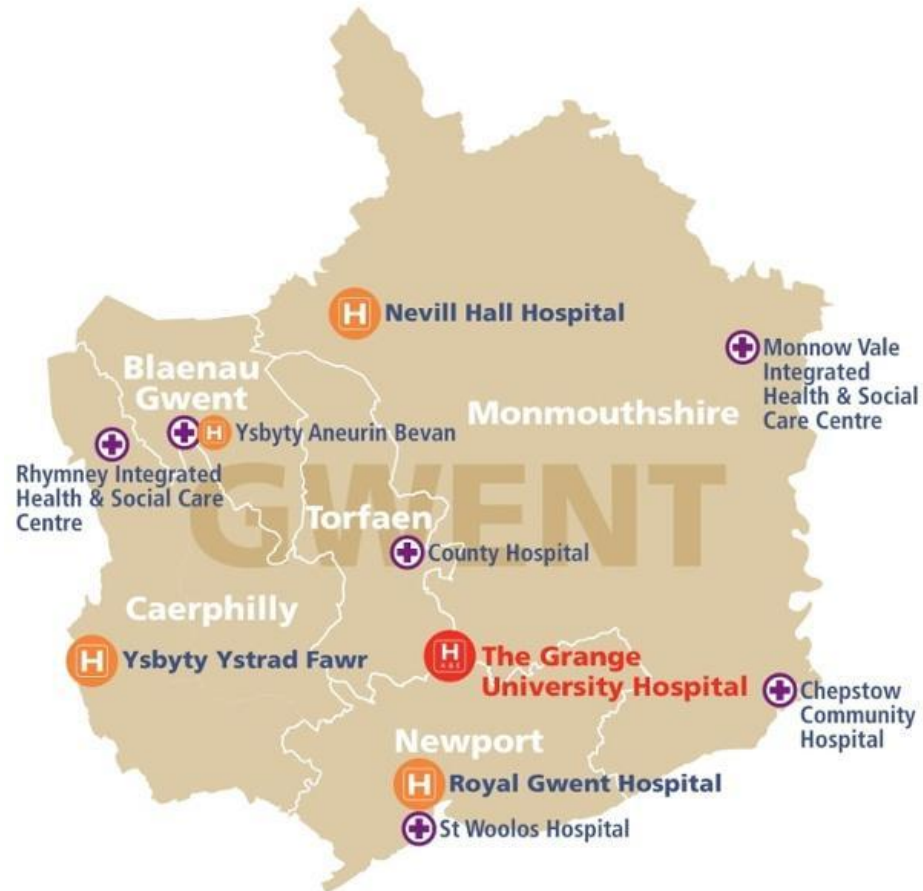 H Nevill Hall Hospital
Monnow Vale
Integrated
Health & Social
Care Centre
Blaenau
Gwent
Monmouthshire
H Ysbyty Aneurin Bevan
Rhymney Integrated
Health & Social Care
Centre
GWENT
Torfaen
County Hospital
Caerphilly
H Ysbyty Ystrad Fawr
H
A&E
The Grange
University Hospital
Chepstow
Community
Hospital
Newport
H Royal Gwent Hospital
St Woolos Hospital